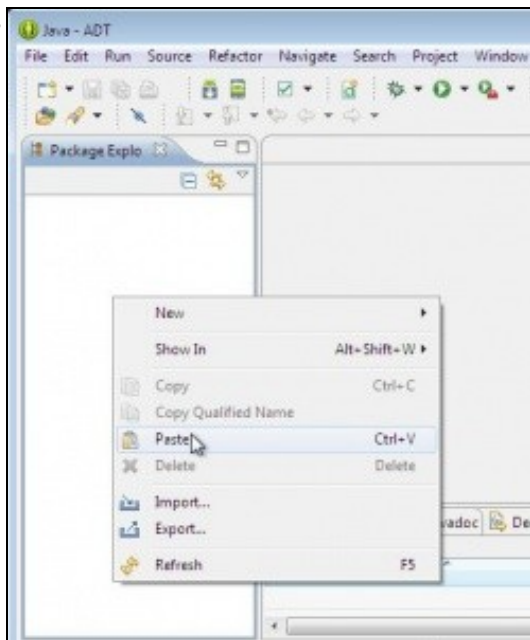 Java - ADT
File Edit Run Source Refactor Navigate Search Project Window
Package Explo
New
Show In Alt+Shift+W
Copy Ctrl+C
Copy Qualified Name
Paste Ctrl+V
Delete Delete
Import...
Export...
vadoc De
Refresh F5